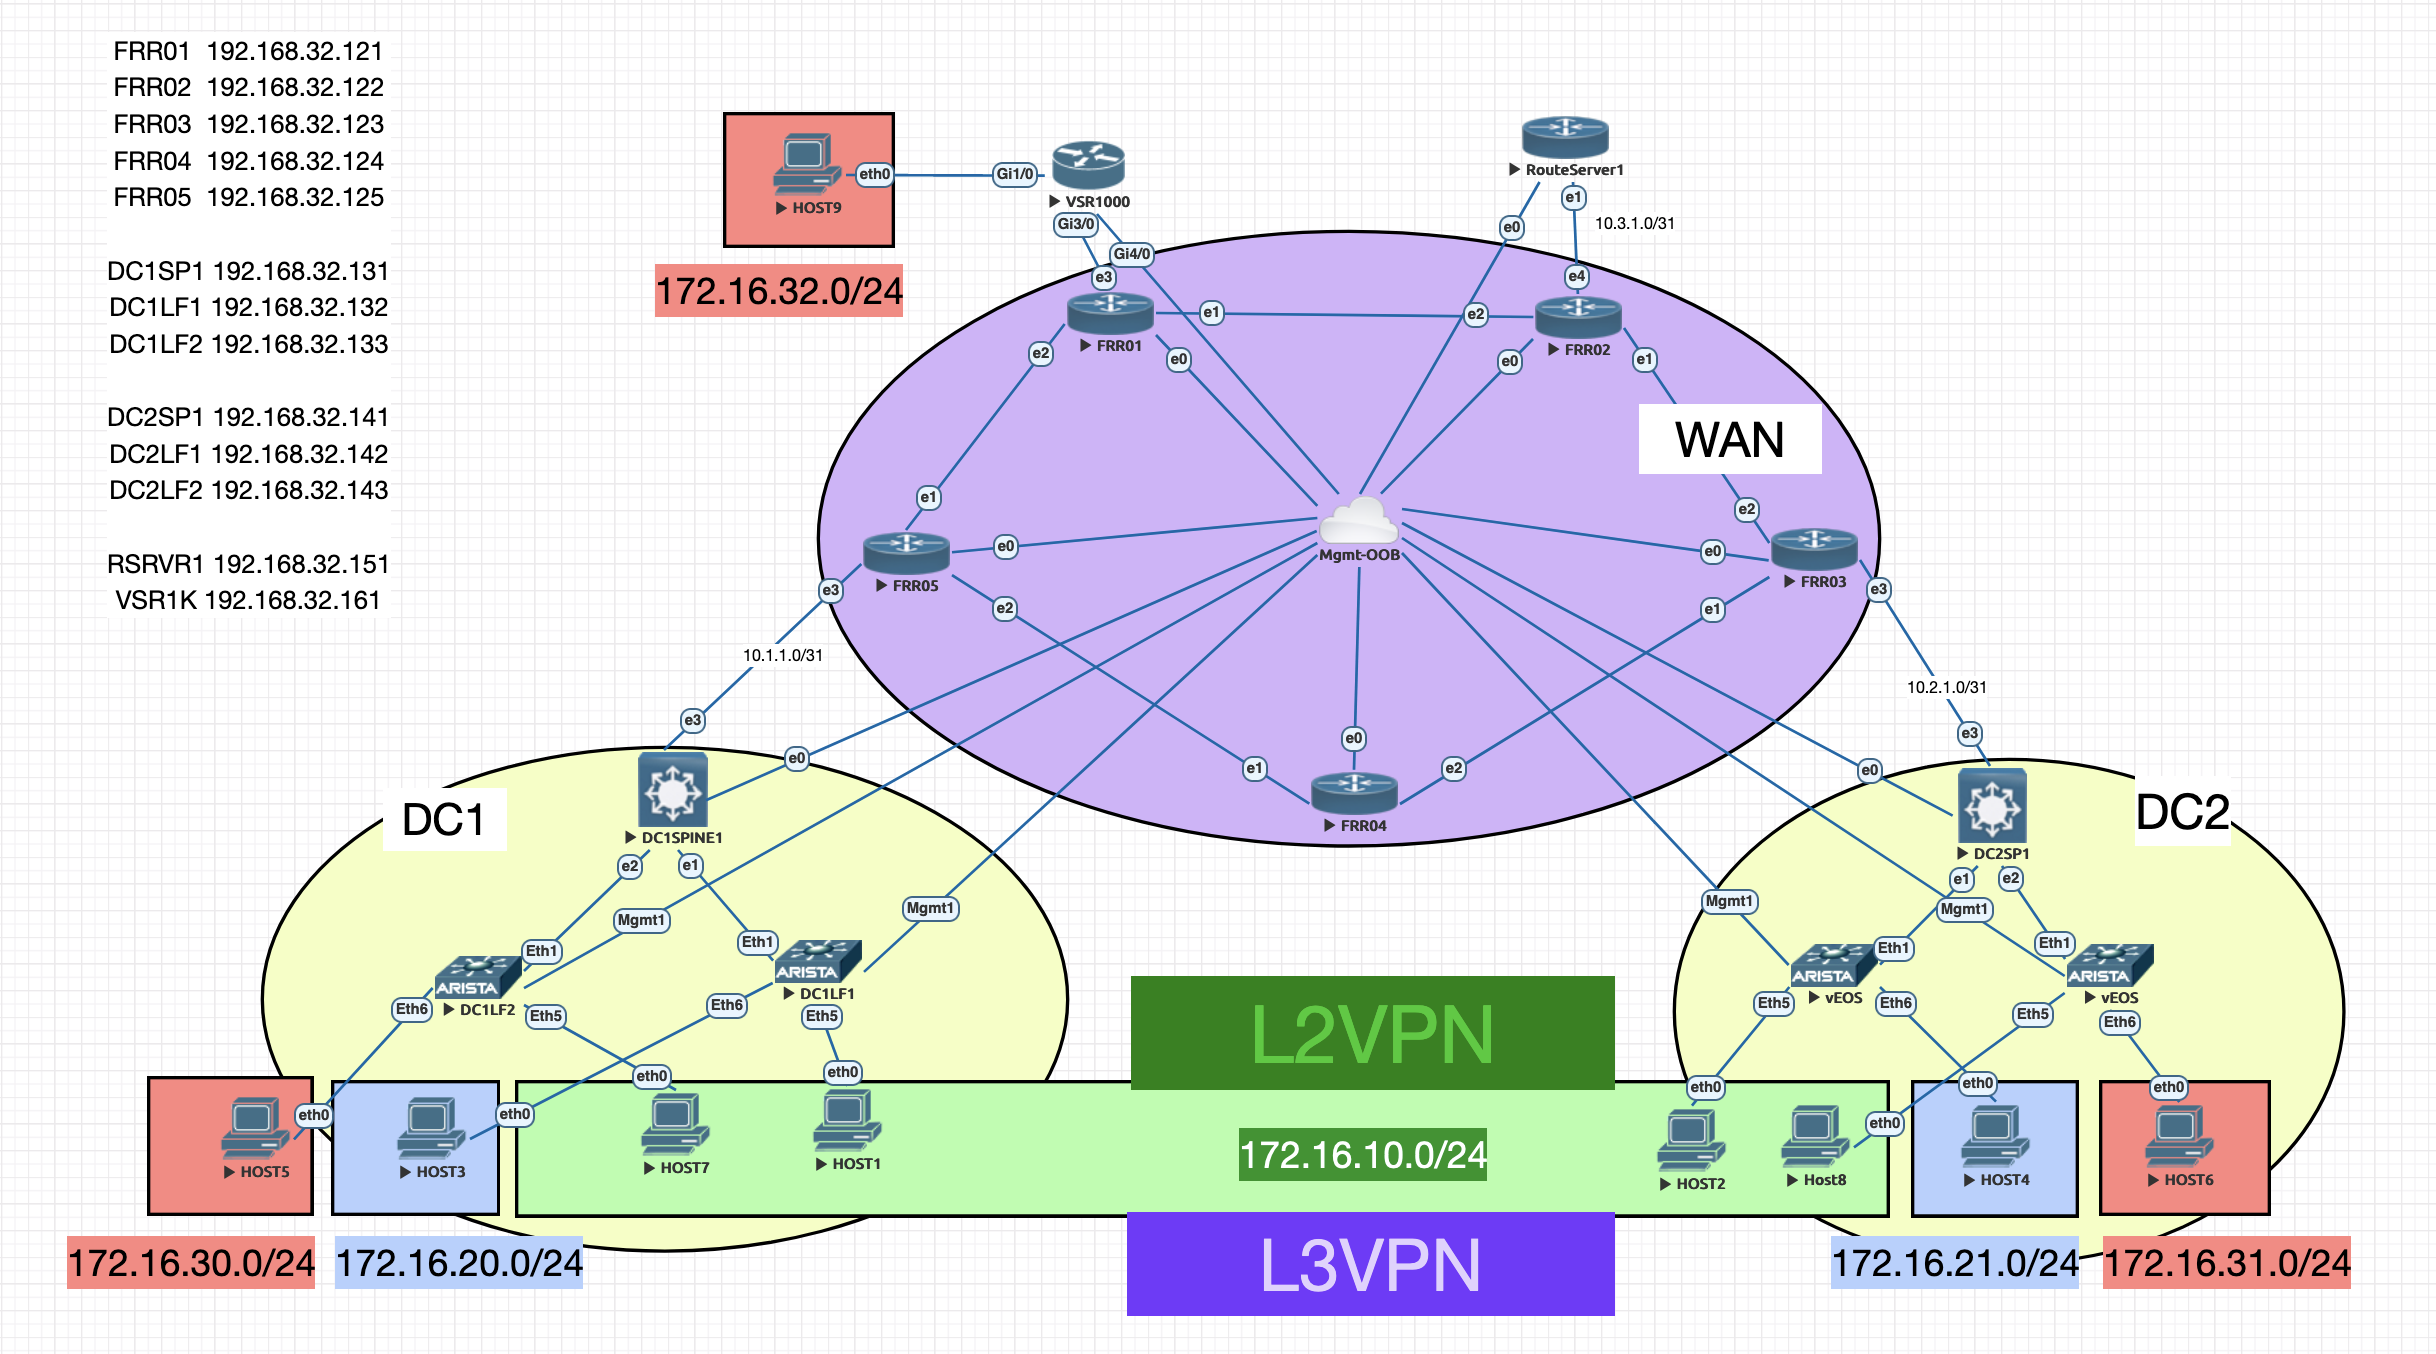 FRR01 192.168.32.121
FRR02 192.168.32.122
FRR03 192.168.32.123
FRR04 192.168.32.124
FRR05 192.168.32.125
DC1SP1 192.168.32.131
DC1LF1 192.168.32.132
DC1LF2 192.168.32.133
DC2SP1 192.168.32.141
DC2LF1 192.168.32.142
DC2LF2 192.168.32.143
RSRVR1 192.168.32.151
VSR1K 192.168.32.161
eth0
HOST9
172.16.32.0/24
Gi1/0
VSR1000
Gi3/0
Gi4/0
RouteServer1
e0
e1
10.3.1.0/31
e3
e4
FRR01
e1
e2
e0
e2
FRR02
e0
e1
WAN
e1
e2
FRR05
e0
e3
e2
Mgmt-OOB
e0
FRR03
e3
e1
10.1.1.0/31
10.2.1.0/31
e3
e0
e1
e0
e2
FRR04
e0
e3
DC1
DC1SPINE1
e2
e1
DC2
DC2SP1
e1
e2
Mgmt1
Mgmt1
Mgmt1
Mgmt1
Eth1
Eth1
Eth1
Eth1
ARISTA
DC1LF2
Eth6
Eth5
ARISTA
DC1LF1
Eth6
Eth5
ARISTA
vEOS
Eth5
Eth6
ARISTA
vEOS
Eth5
Eth6
L2VPN
eth0
HOST5
eth0
HOST3
eth0
HOST7
eth0
HOST1
172.16.10.0/24
eth0
HOST2
eth0
Host8
eth0
HOST4
eth0
HOST6
172.16.30.0/24
172.16.20.0/24
L3VPN
172.16.21.0/24
172.16.31.0/24